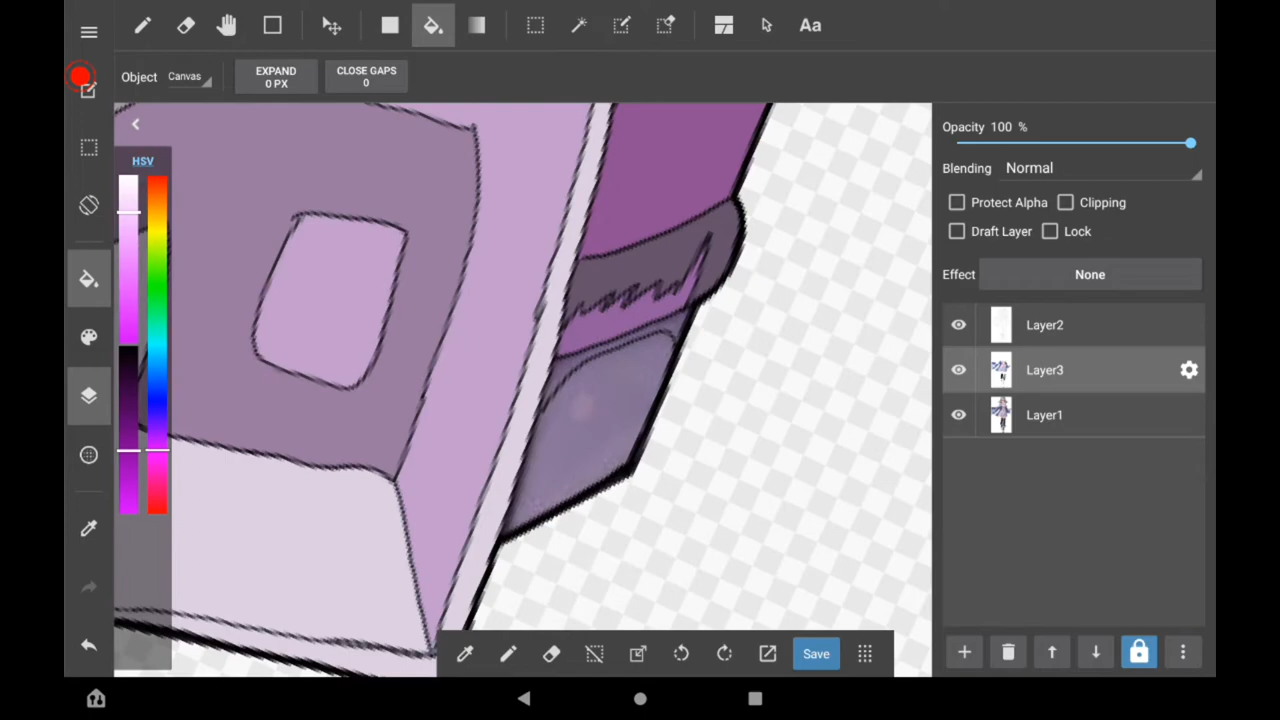 Aa
Object Canvas
EXPAND
0 PX
CLOSE GAPS
0
HSV
Opacity 100 %
Blending Normal
Protect Alpha Clipping
Draft Layer Lock
Effect None
Layer2
Layer3
Layer1
Save